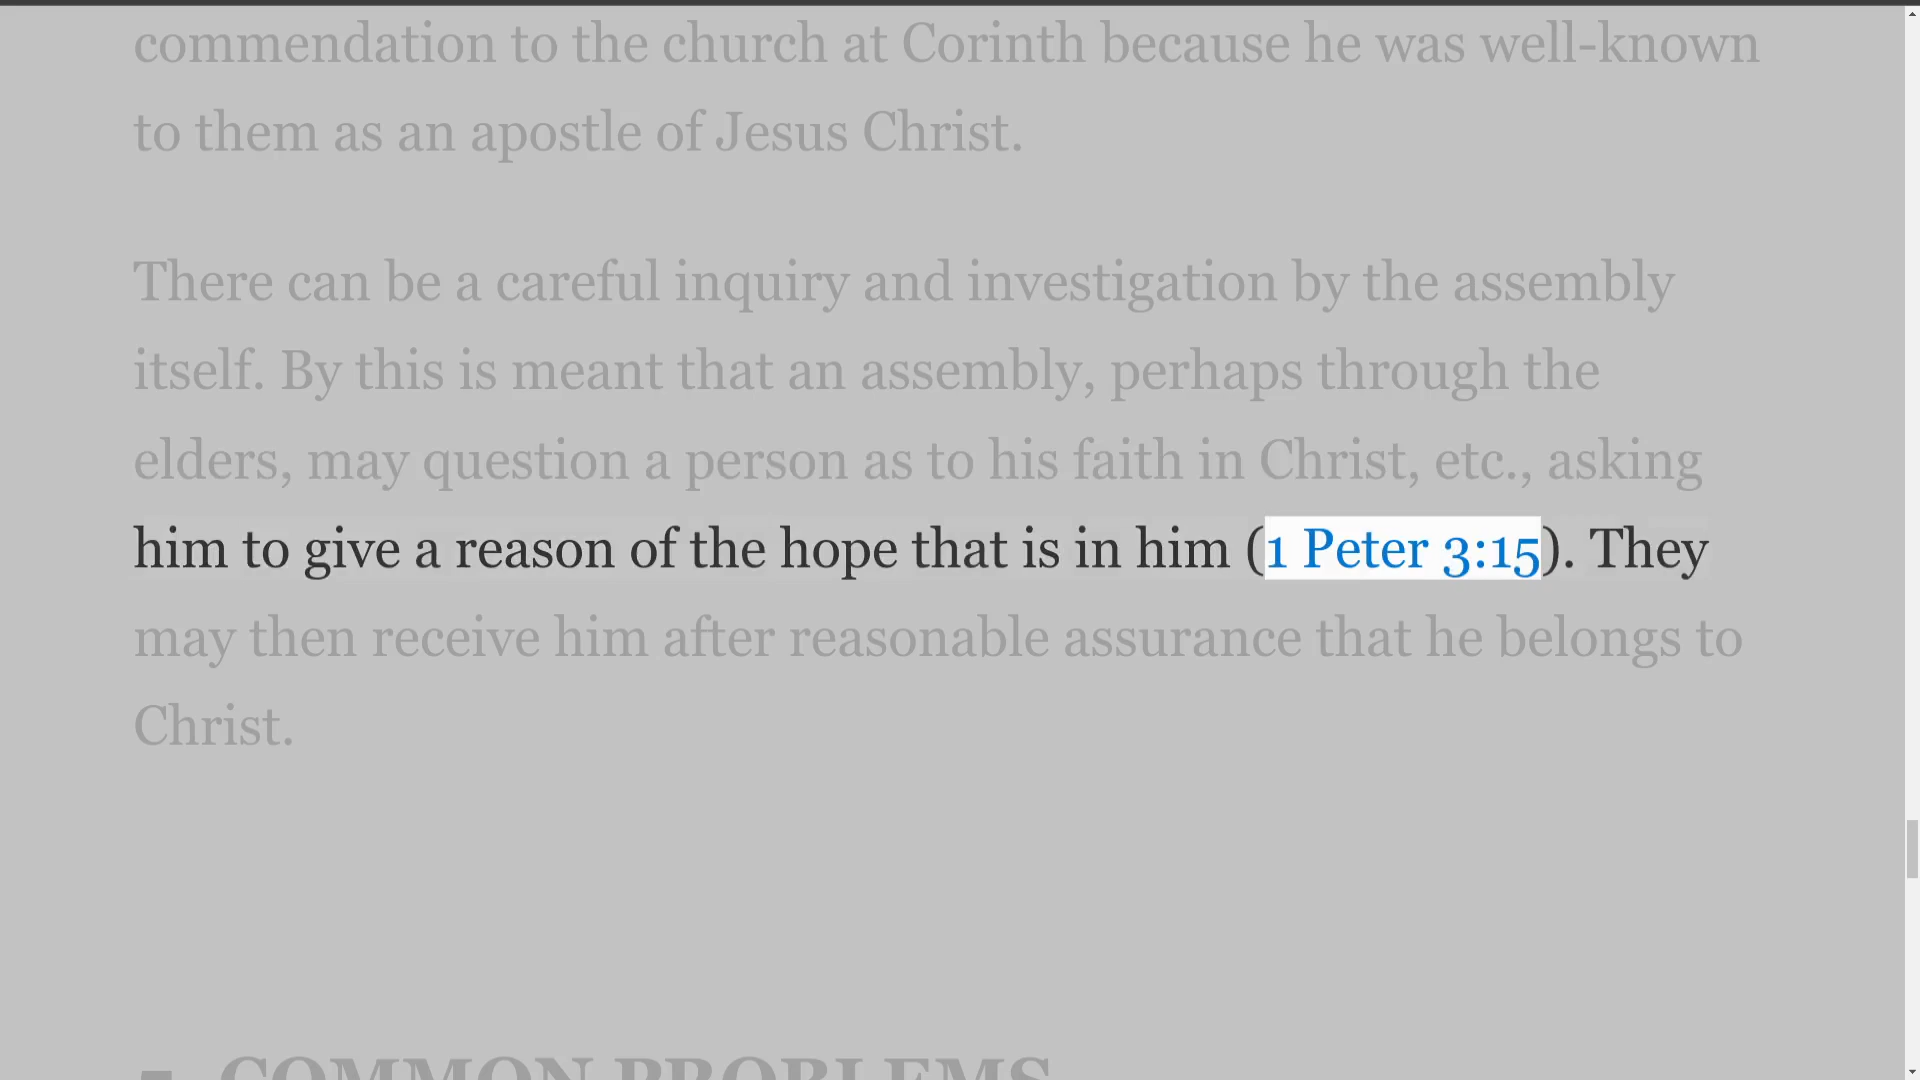 commendation to the church at Corinth because he was well-known
to them as an apostle of Jesus Christ.
There can be a careful inquiry and investigation by the assembly
itself. By this is meant that an assembly, perhaps through the
elders, may question a person as to his faith in Christ, etc., asking
him to give a reason of the hope that is in him (1 Peter 3:15). They
may then receive him after reasonable assurance that he belongs to
Christ.
COMMON PROBLEMS